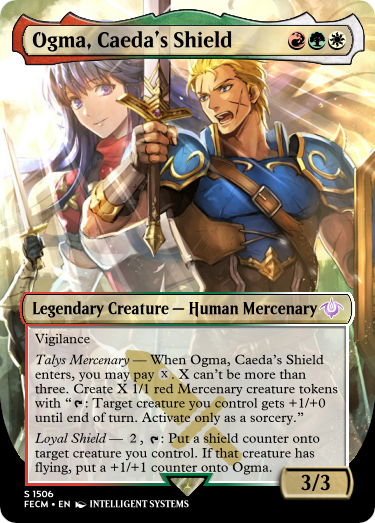 Ogma, Caeda's Shield
Legendary Creature — Human Mercenary
Vigilance
Talys Mercenary — When Ogma, Caeda's Shield
enters, you may pay X. X can't be more than
three. Create X 1/1 red Mercenary creature tokens
with ": Target creature you control gets +1/+0
until end of turn. Activate only as a sorcery."
Loyal Shield — 2, : Put a shield counter onto
target creature you control. If that creature has
flying, put a +1/+1 counter onto Ogma.
3/3
S 1506
FECM • EN INTELLIGENT SYSTEMS